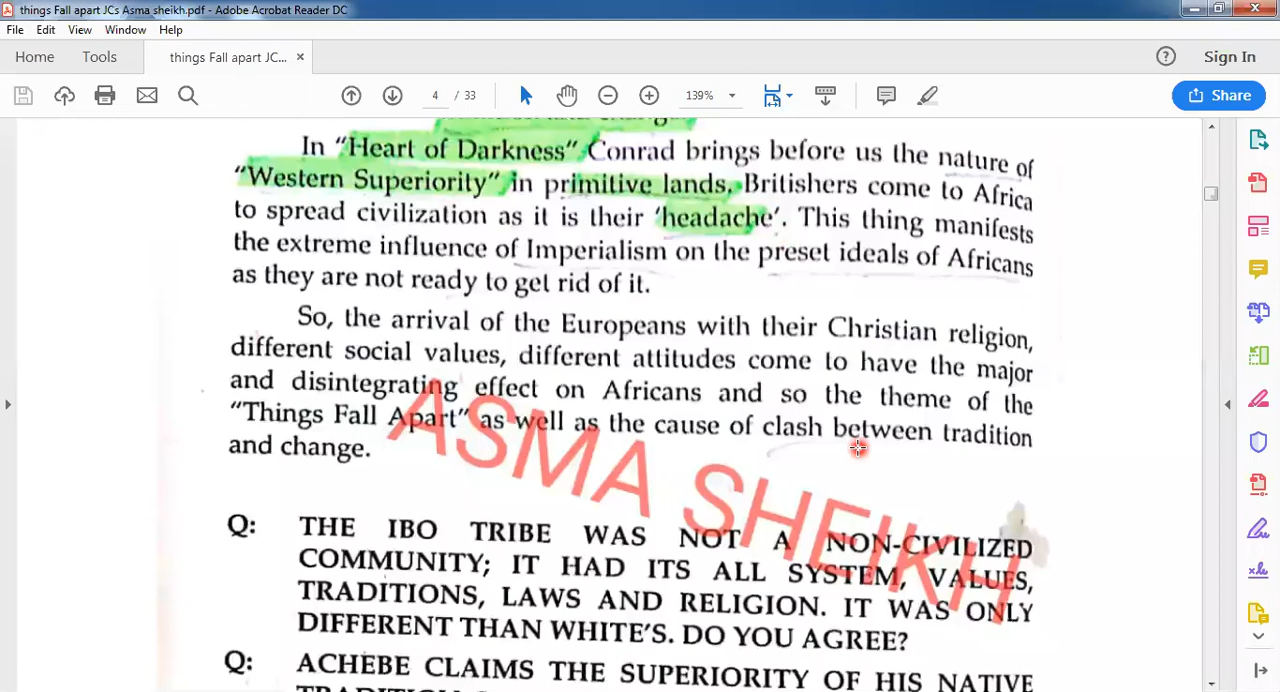 things Fall apart JCs Asma sheikh.pdf - Adobe Acrobat Reader DC
File Edit View Window Help
Home Tools things Fall apart JC... × Sign In
4 / 33 139% Share
In “Heart of Darkness” Conrad brings before us the nature of
“Western Superiority” in primitive lands. Britishers come to Africa
to spread civilization as it is their ‘headache’. This thing manifests
the extreme influence of Imperialism on the preset ideals of Africans
as they are not ready to get rid of it.
So, the arrival of the Europeans with their Christian religion,
different social values, different attitudes come to have the major
and disintegrating effect on Africans and so the theme of the
“Things Fall Apart” as well as the cause of clash between tradition
and change.
ASMA SHEIKH
Q: THE IBO TRIBE WAS NOT A NON-CIVILIZED
COMMUNITY; IT HAD ITS ALL SYSTEM, VALUES,
TRADITIONS, LAWS AND RELIGION. IT WAS ONLY
DIFFERENT THAN WHITE'S. DO YOU AGREE?
Q: ACHEBE CLAIMS THE SUPERIORITY OF HIS NATIVE